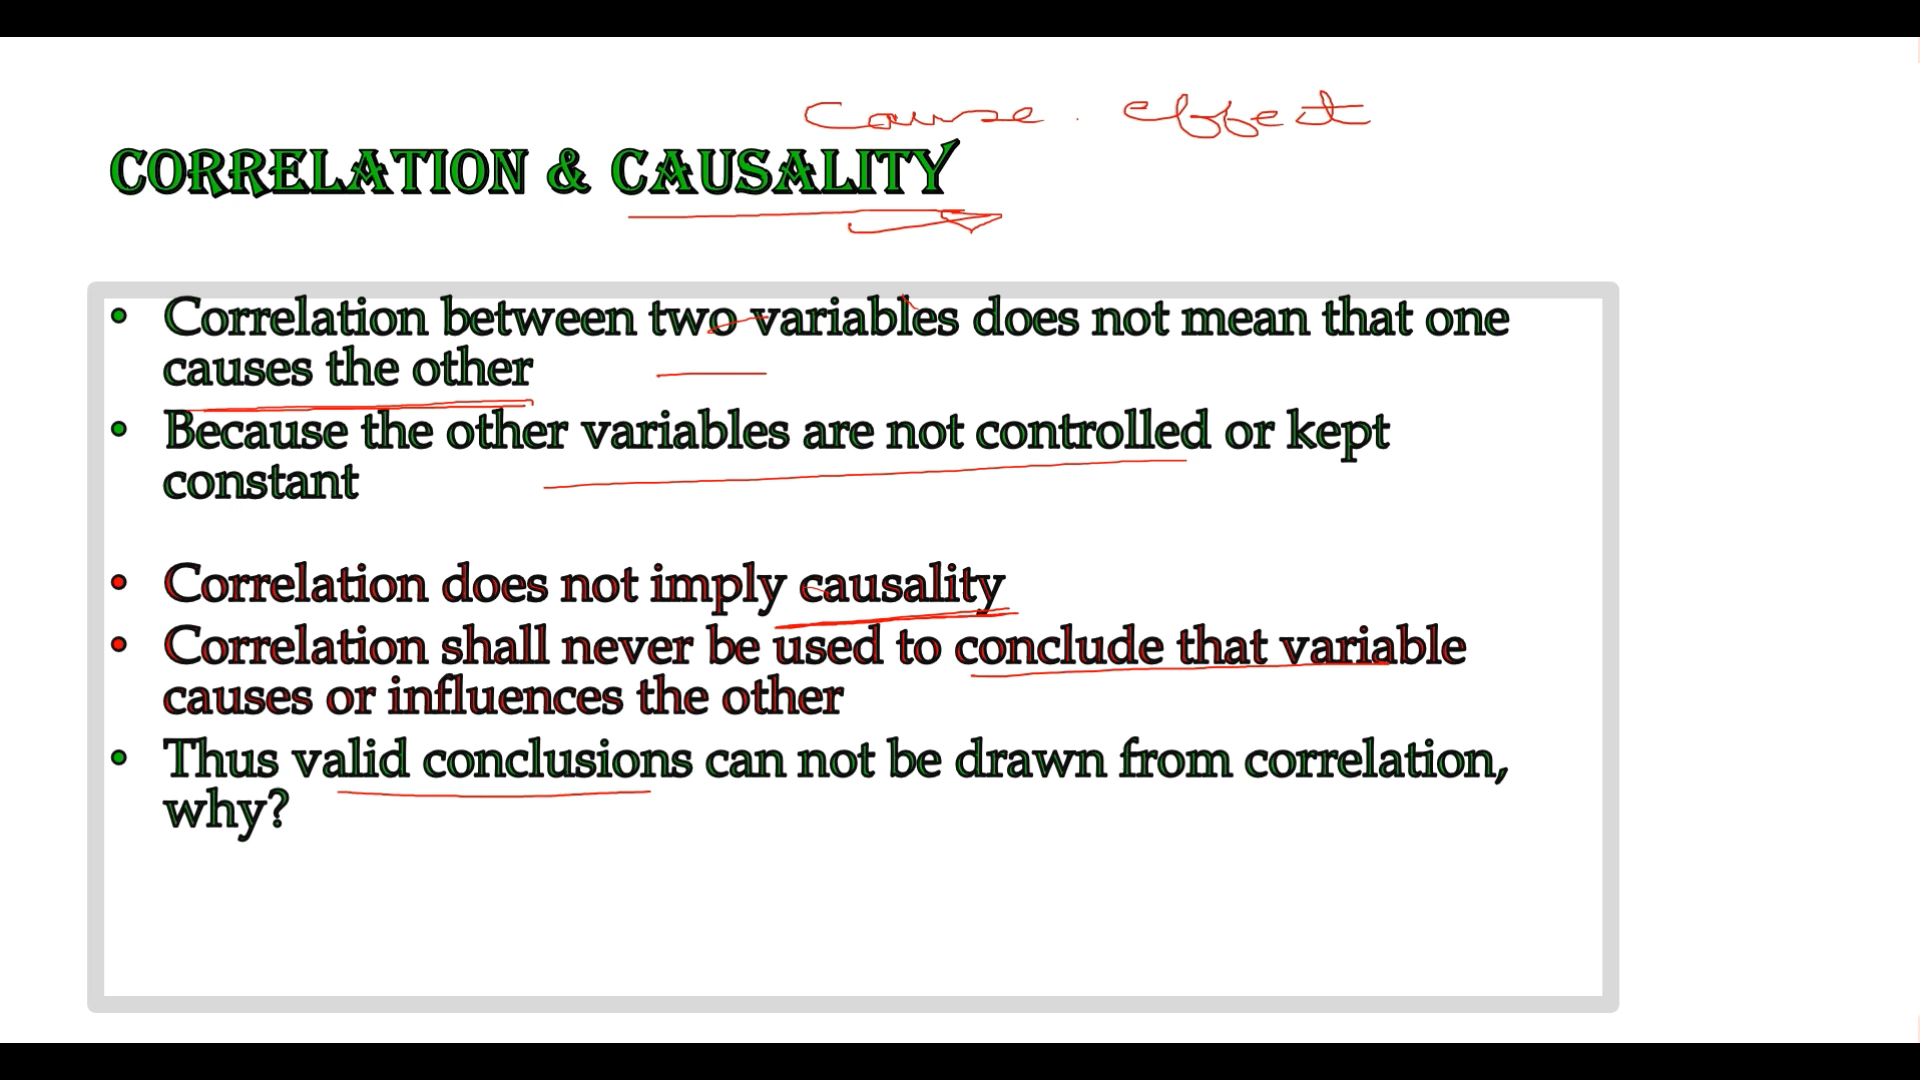 Cause. effect
CORRELATION & CAUSALITY
• Correlation between two variables does not mean that one
causes the other
• Because the other variables are not controlled or kept
constant
• Correlation does not imply causality
• Correlation shall never be used to conclude that variable
causes or influences the other
• Thus valid conclusions can not be drawn from correlation,
why?